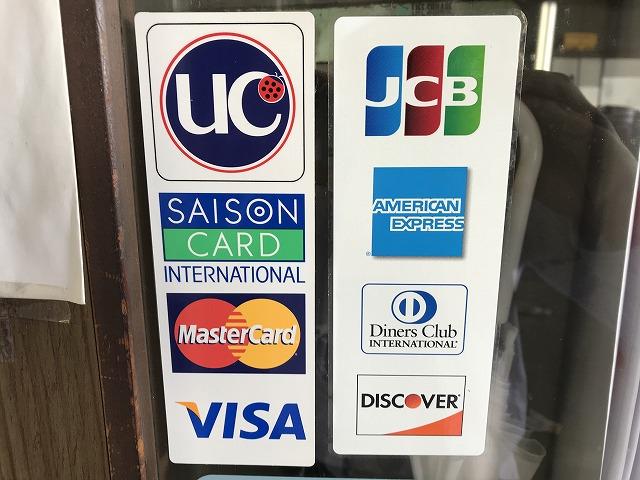 UC
SAISON
CARD
INTERNATIONAL
MasterCard
VISA
JCB
AMERICAN
EXPRESS
®
Diners Club
INTERNATIONAL®
DISCOVER®